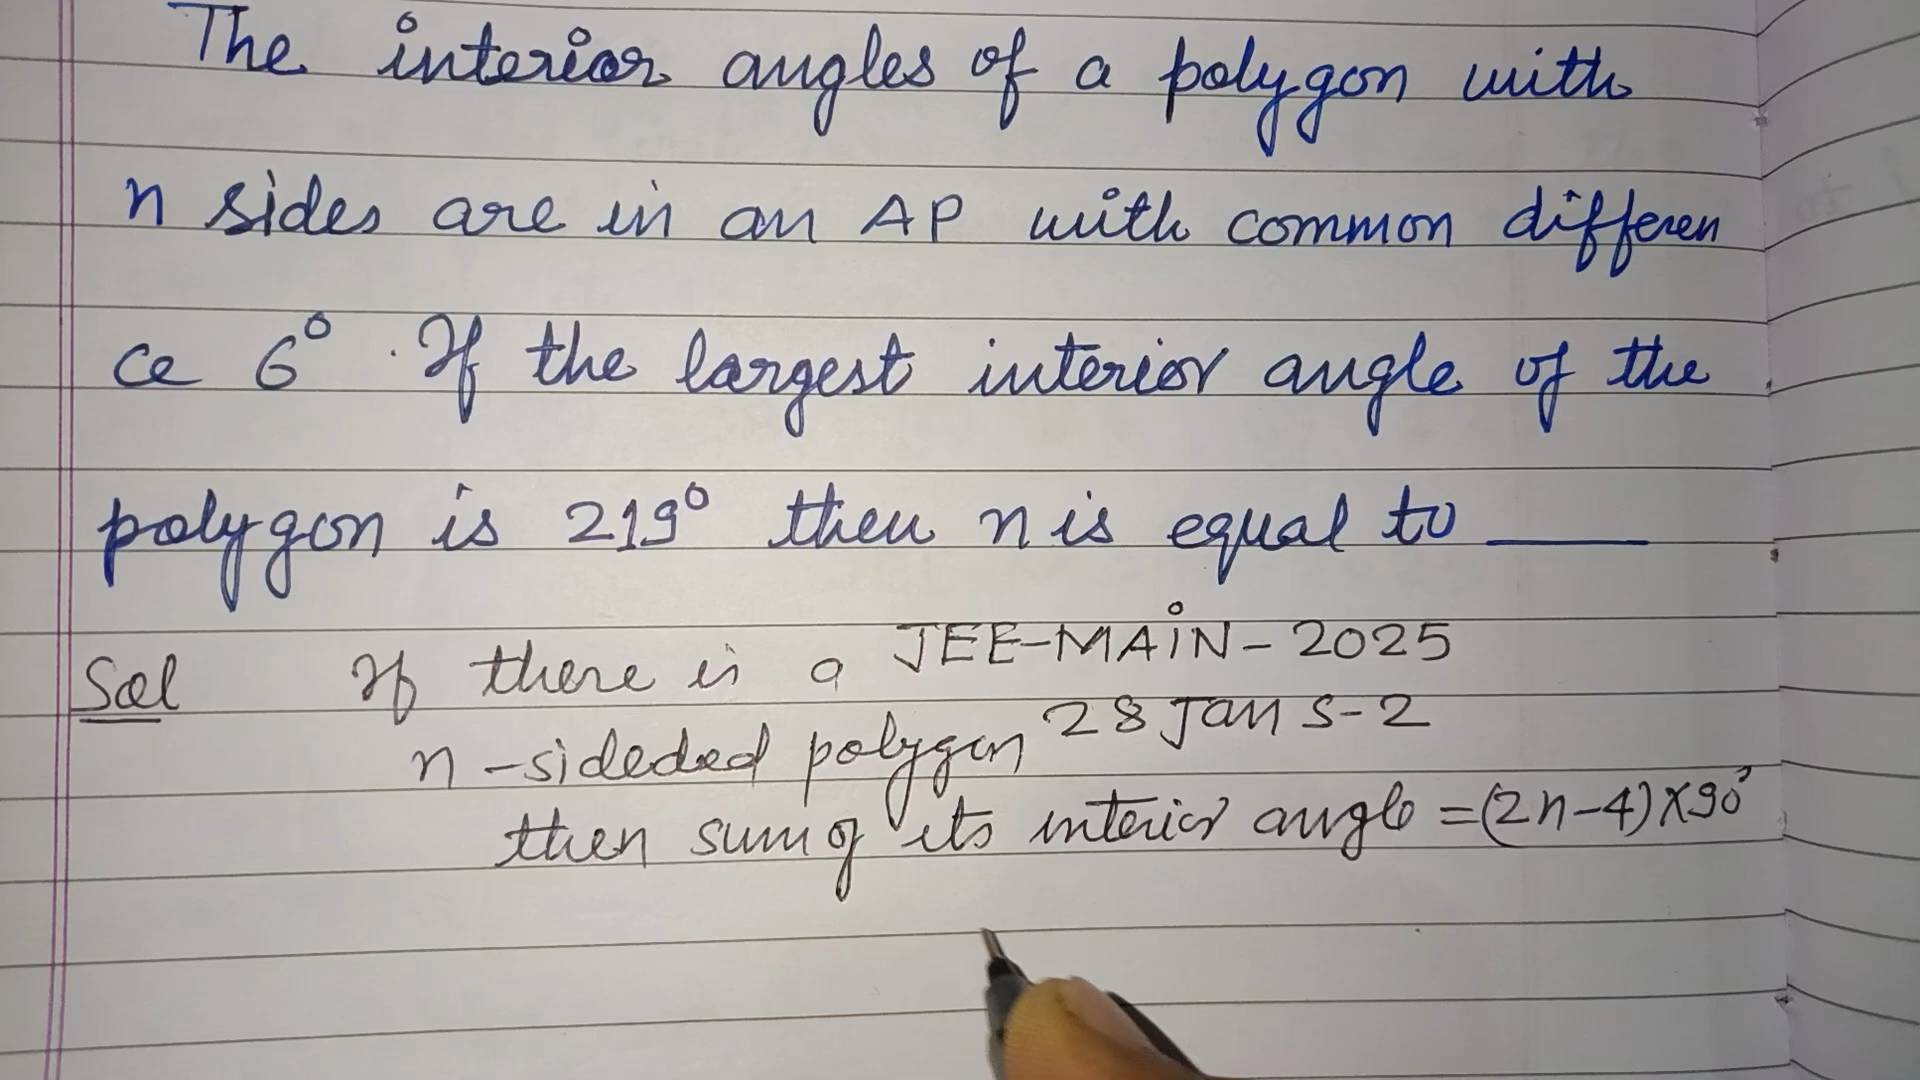 The interior angles of a polygon with
n sides are in an AP with common differen
ce 6° . If the largest interior angle of the
polygon is 219° then n is equal to ____
JEE-MAIN-2025
Sol If there is a
28 Jan S-2
n-sideded polygon
then sum of its interior angle =(2n-4)×90°